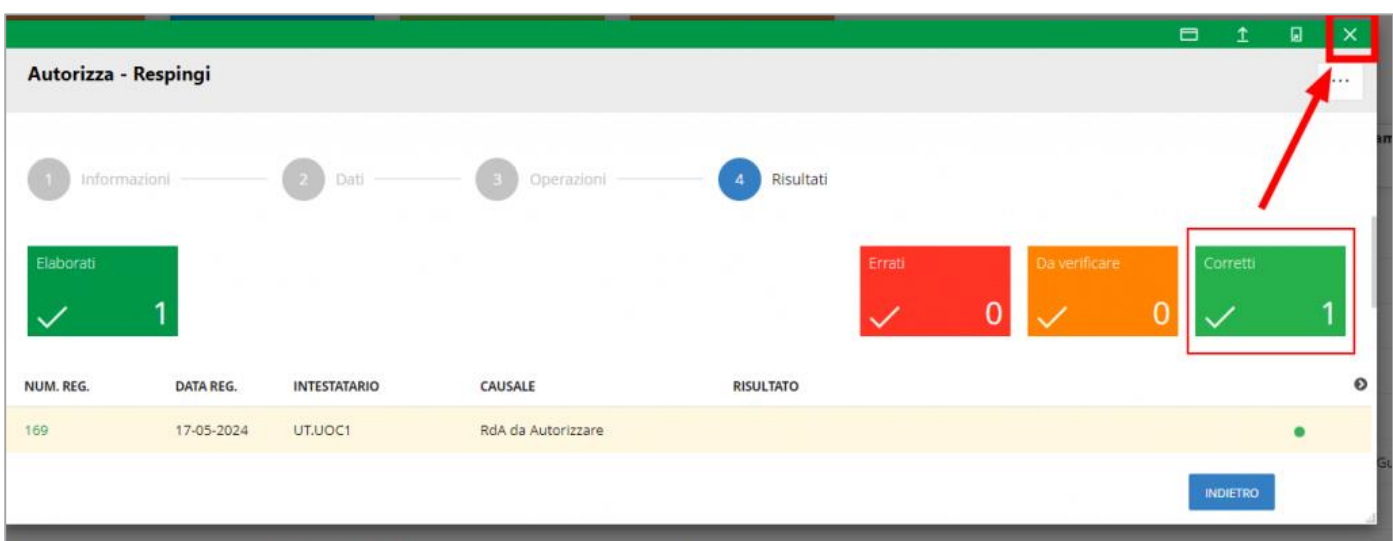 Autorizza - Respingi
...
1 Informazioni 2 Dati 3 Operazioni 4 Risultati
Elaborati Errati Da verificare Corretti
1 0 0 1
NUM. REG. DATA REG. INTESTATARIO CAUSALE RISULTATO
169 17-05-2024 UT.UOC1 RdA da Autorizzare
INDIETRO